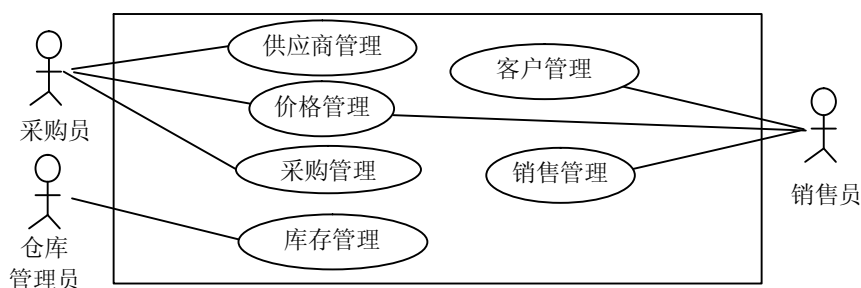 供应商管理
客户管理
价格管理
采购员
采购管理
销售管理
销售员
仓库
管理员
库存管理